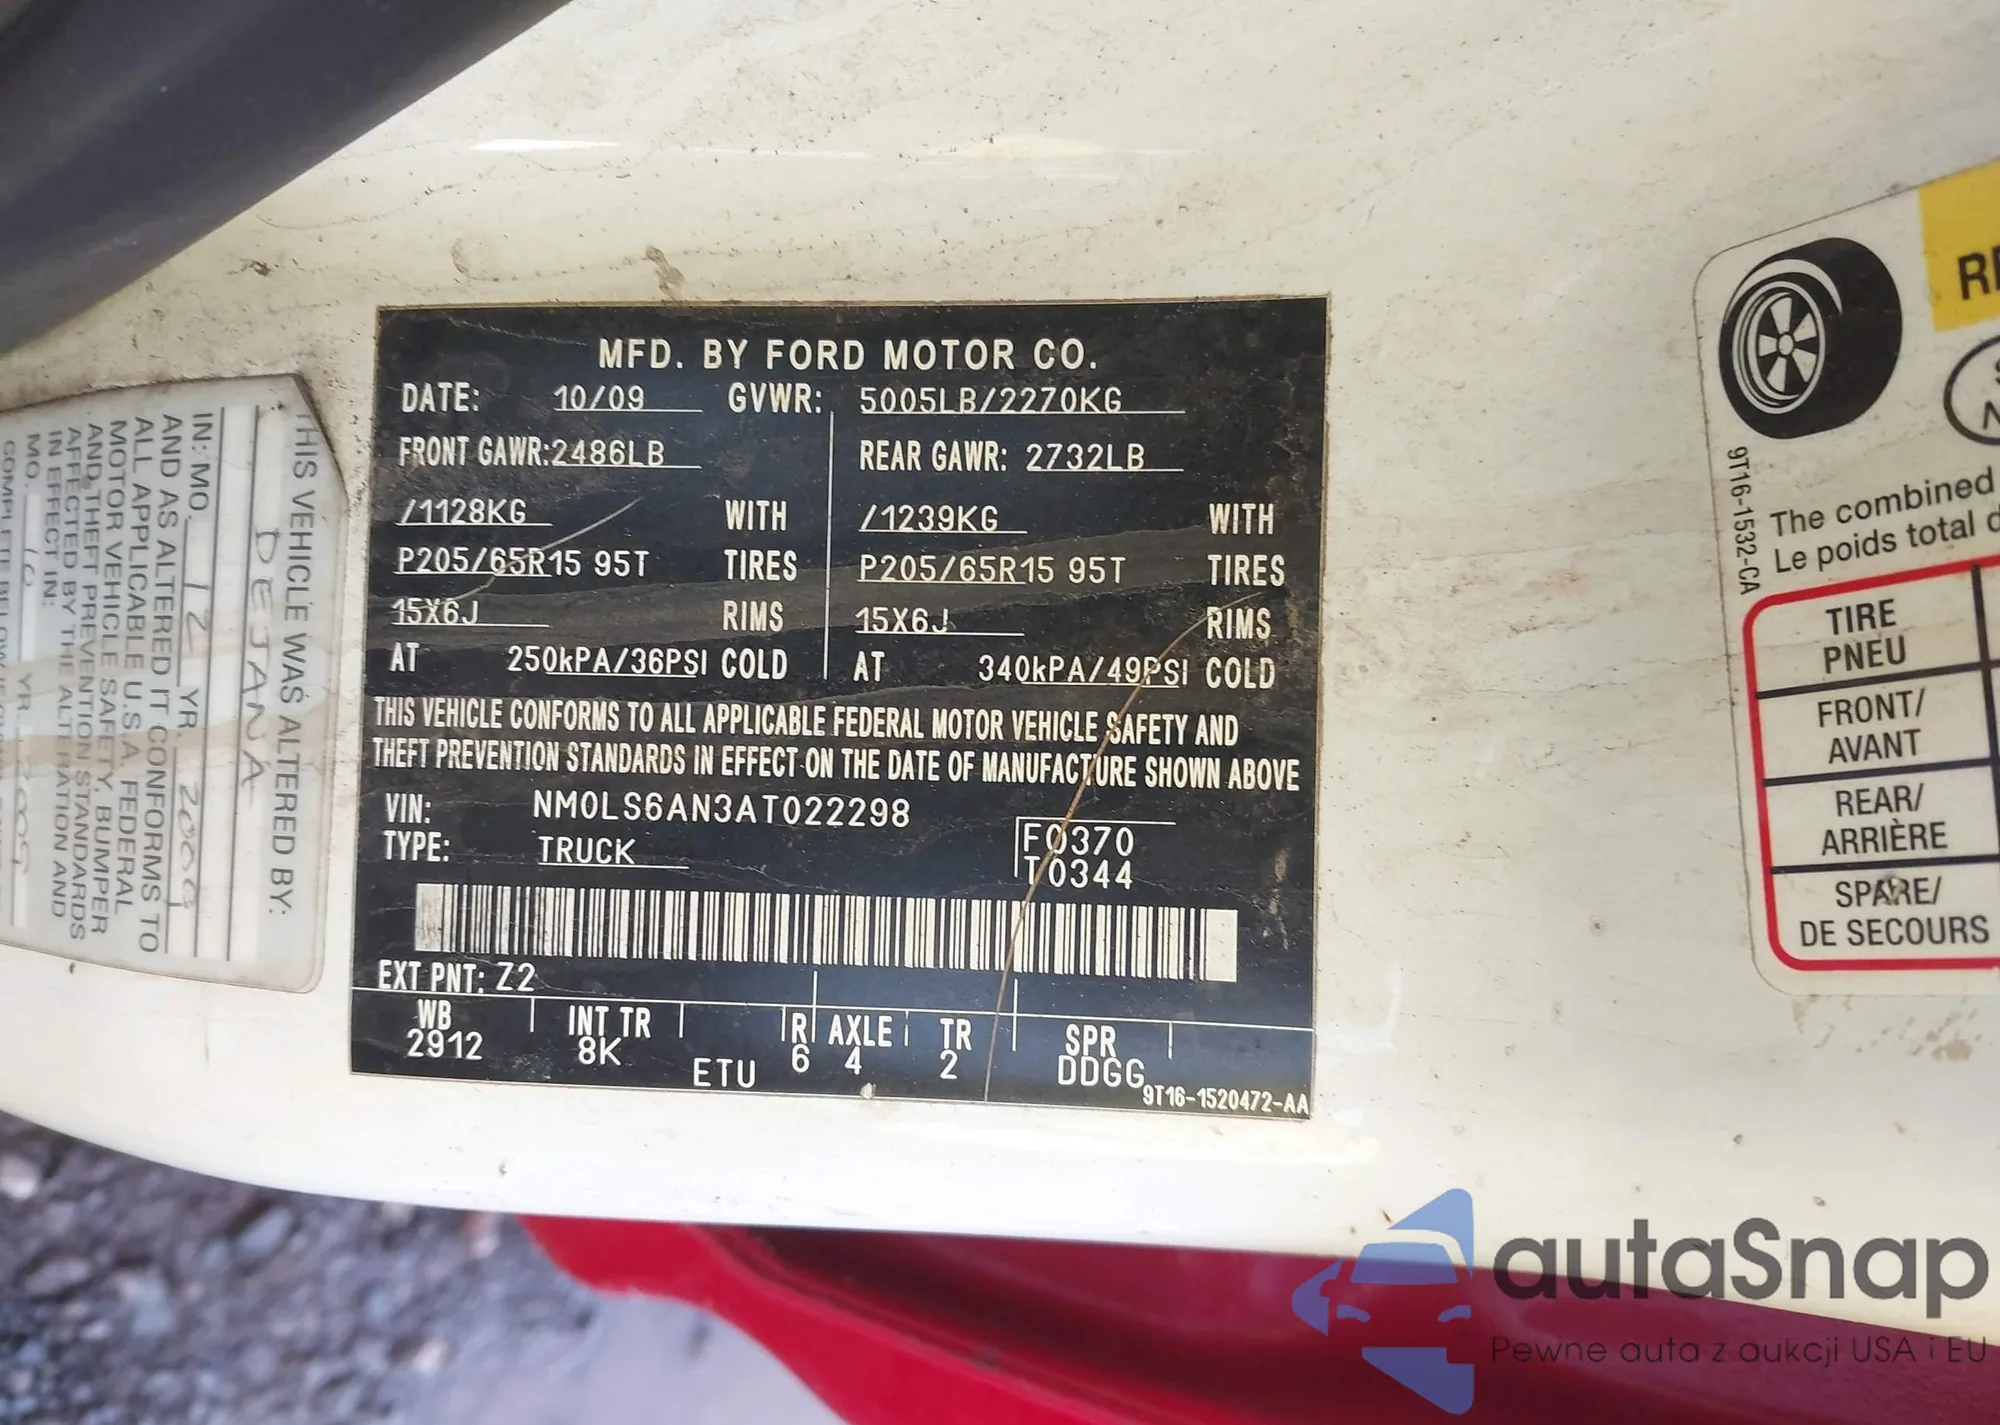 MFD. BY FORD MOTOR CO.
DATE: 10/09 GVWR: 5005LB/2270KG
FRONT GAWR:2486LB REAR GAWR: 2732LB
/1128KG WITH /1239KG WITH
P205/65R15 95T TIRES P205/65R15 95T TIRES
15X6J RIMS 15X6J RIMS
AT 250kPA/36PSI COLD AT 340kPA/49PSI COLD
THIS VEHICLE CONFORMS TO ALL APPLICABLE FEDERAL MOTOR VEHICLE SAFETY AND
THEFT PREVENTION STANDARDS IN EFFECT ON THE DATE OF MANUFACTURE SHOWN ABOVE
VIN: NM0LS6AN3AT022298
TYPE: TRUCK
F0370
T0344
EXT PNT: Z2
WB INT TR R AXLE TR SPR
2912 8K ETU 6 4 2 DDGG
9T16-1520472-AA
THIS VEHICLE WAS ALTERED BY:
DEJANA
IN: MO. 12 YR. 2009
AND AS ALTERED IT CONFORMS TO
ALL APPLICABLE U.S.A. FEDERAL
MOTOR VEHICLE SAFETY, BUMPER
AND THEFT PREVENTION STANDARDS
AFFECTED BY THE ALTERATION AND
IN EFFECT IN:
MO. 10 YR. 2009
COMPLETE BELOW IF
9T16-1532-CA
The combined
Le poids total
TIRE
PNEU
FRONT/
AVANT
REAR/
ARRIÈRE
SPARE/
DE SECOURS
autaSnap
Pewne auta z aukcji USA i EU